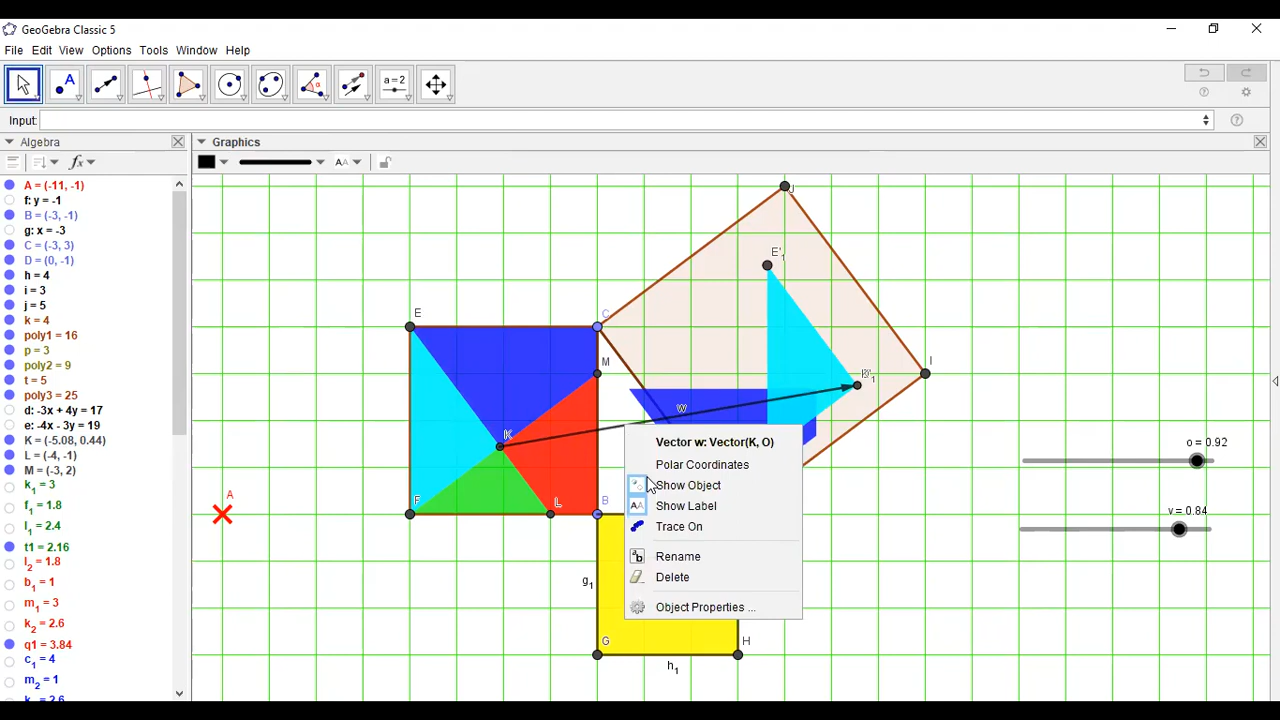 GeoGebra Classic 5
File Edit View Options Tools Window Help
A
α
a = 2
Input:
Algebra
Graphics
fx
AA
A = (-11, -1)
f: y = -1
B = (-3, -1)
g: x = -3
C = (-3, 3)
D = (0, -1)
h = 4
i = 3
j = 5
k = 4
poly1 = 16
p = 3
poly2 = 9
t = 5
poly3 = 25
d: -3x + 4y = 17
e: -4x - 3y = 19
K = (-5.08, 0.44)
L = (-4, -1)
M = (-3, 2)
k₁ = 3
f₁ = 1.8
l₁ = 2.4
t1 = 2.16
l₂ = 1.8
b₁ = 1
m₁ = 3
k₂ = 2.6
q1 = 3.84
c₁ = 4
m₂ = 1
J
E'₁
E
C
M
I
w
K
A
F
L
B
g₁
G
H
h₁
Vector w: Vector(K, O)
Polar Coordinates
Show Object
AA Show Label
Trace On
Rename
Delete
Object Properties ...
o = 0.92
v = 0.84